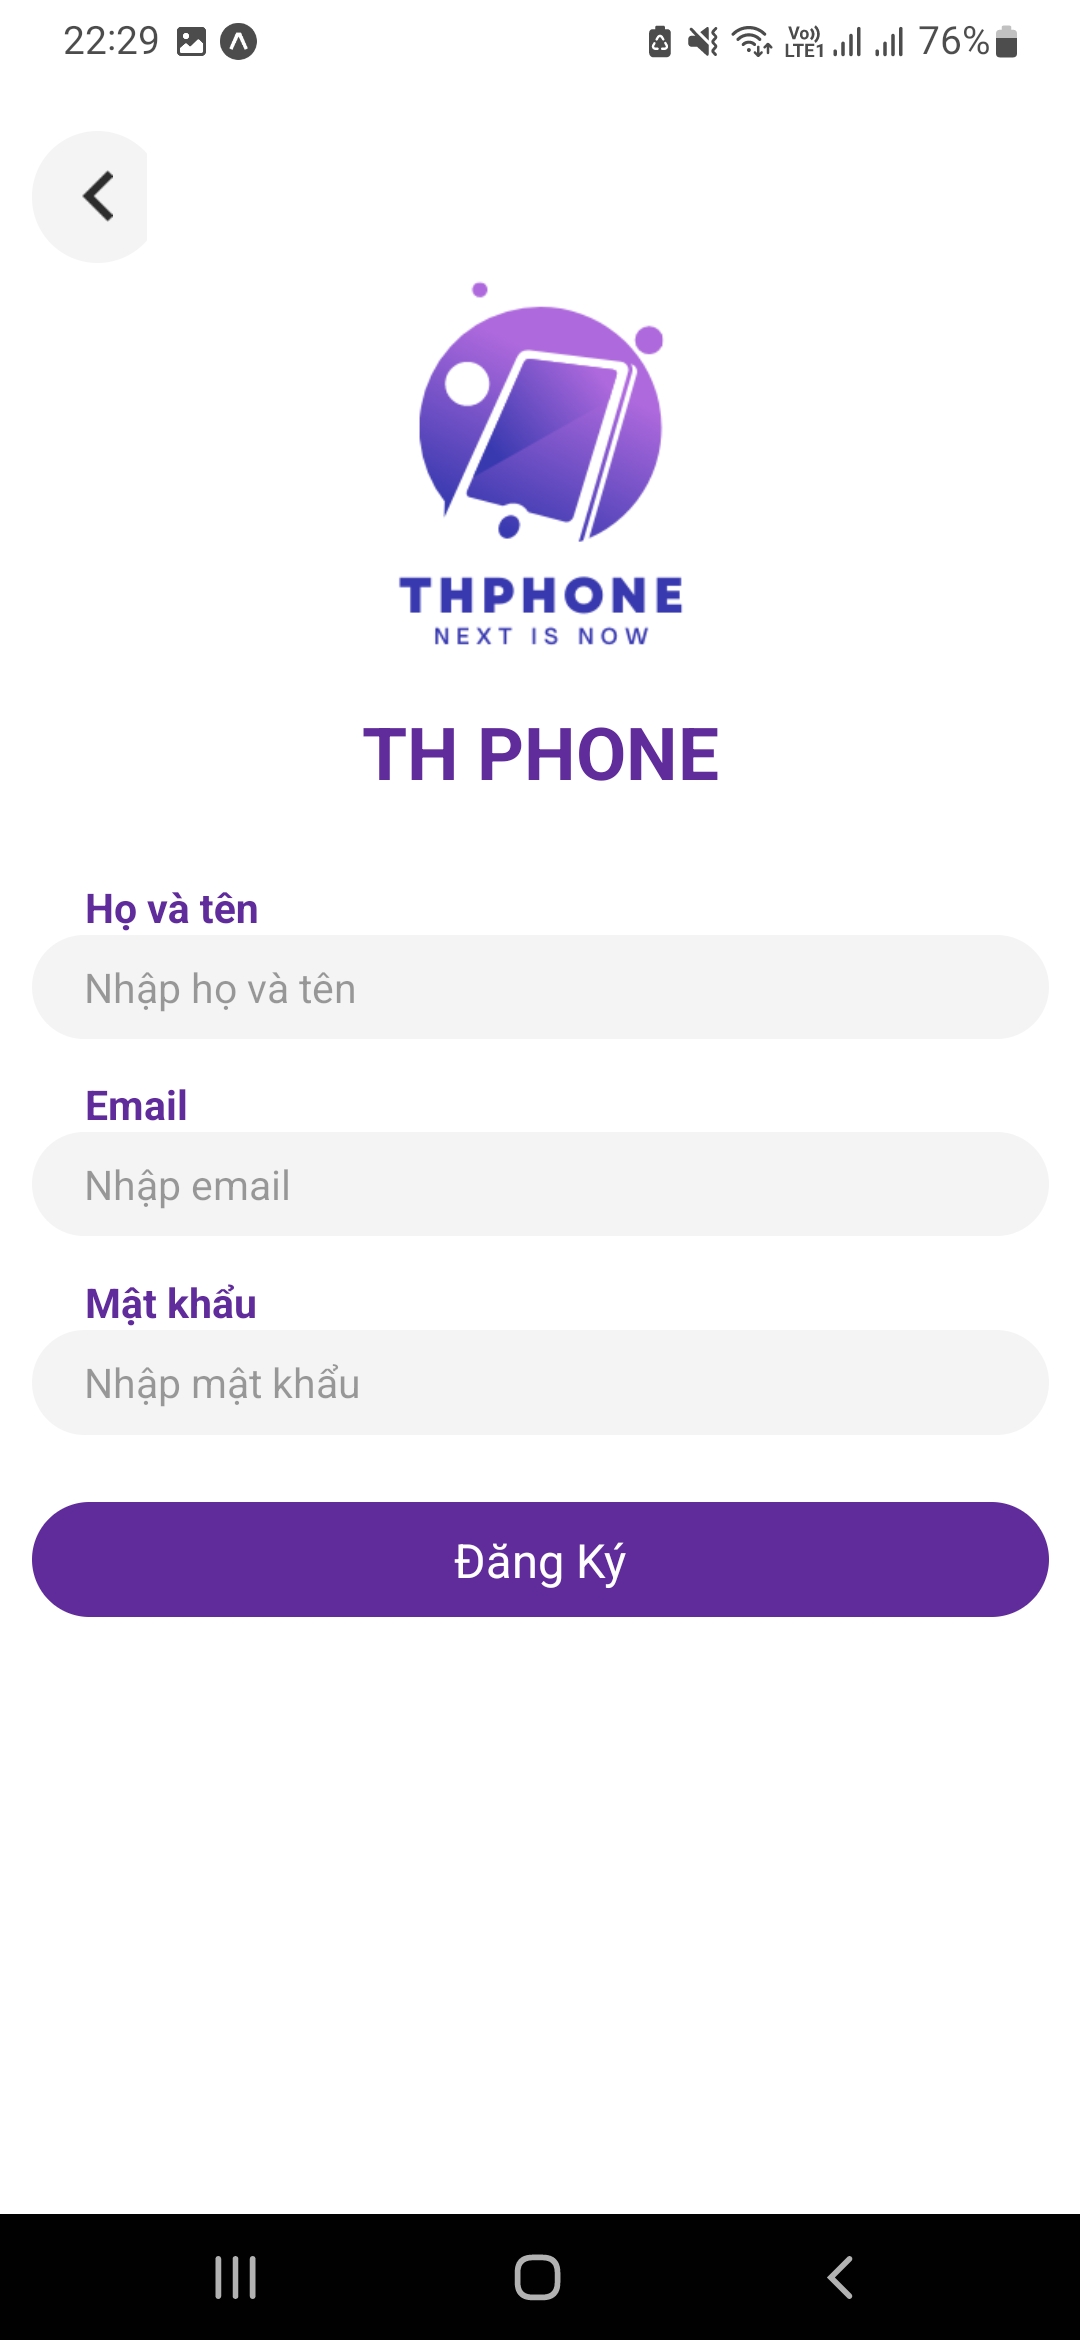 22:29
Vo)) LTE1 76%
THPHONE
NEXT IS NOW
TH PHONE
Họ và tên
Nhập họ và tên
Email
Nhập email
Mật khẩu
Nhập mật khẩu
Đăng Ký